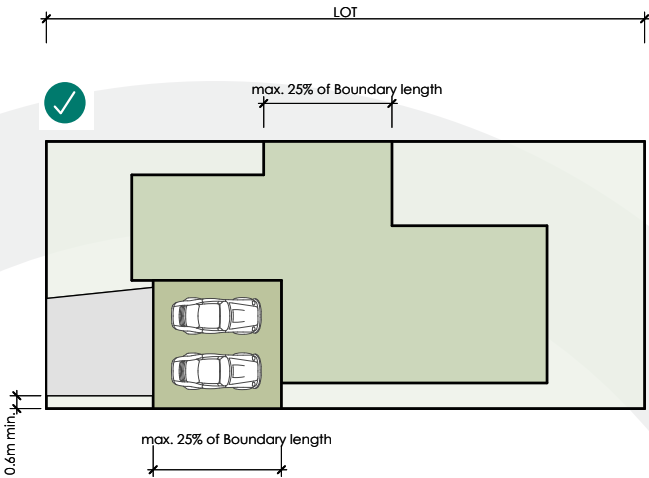 LOT
max. 25% of Boundary length
max. 25% of Boundary length
0.6m min.